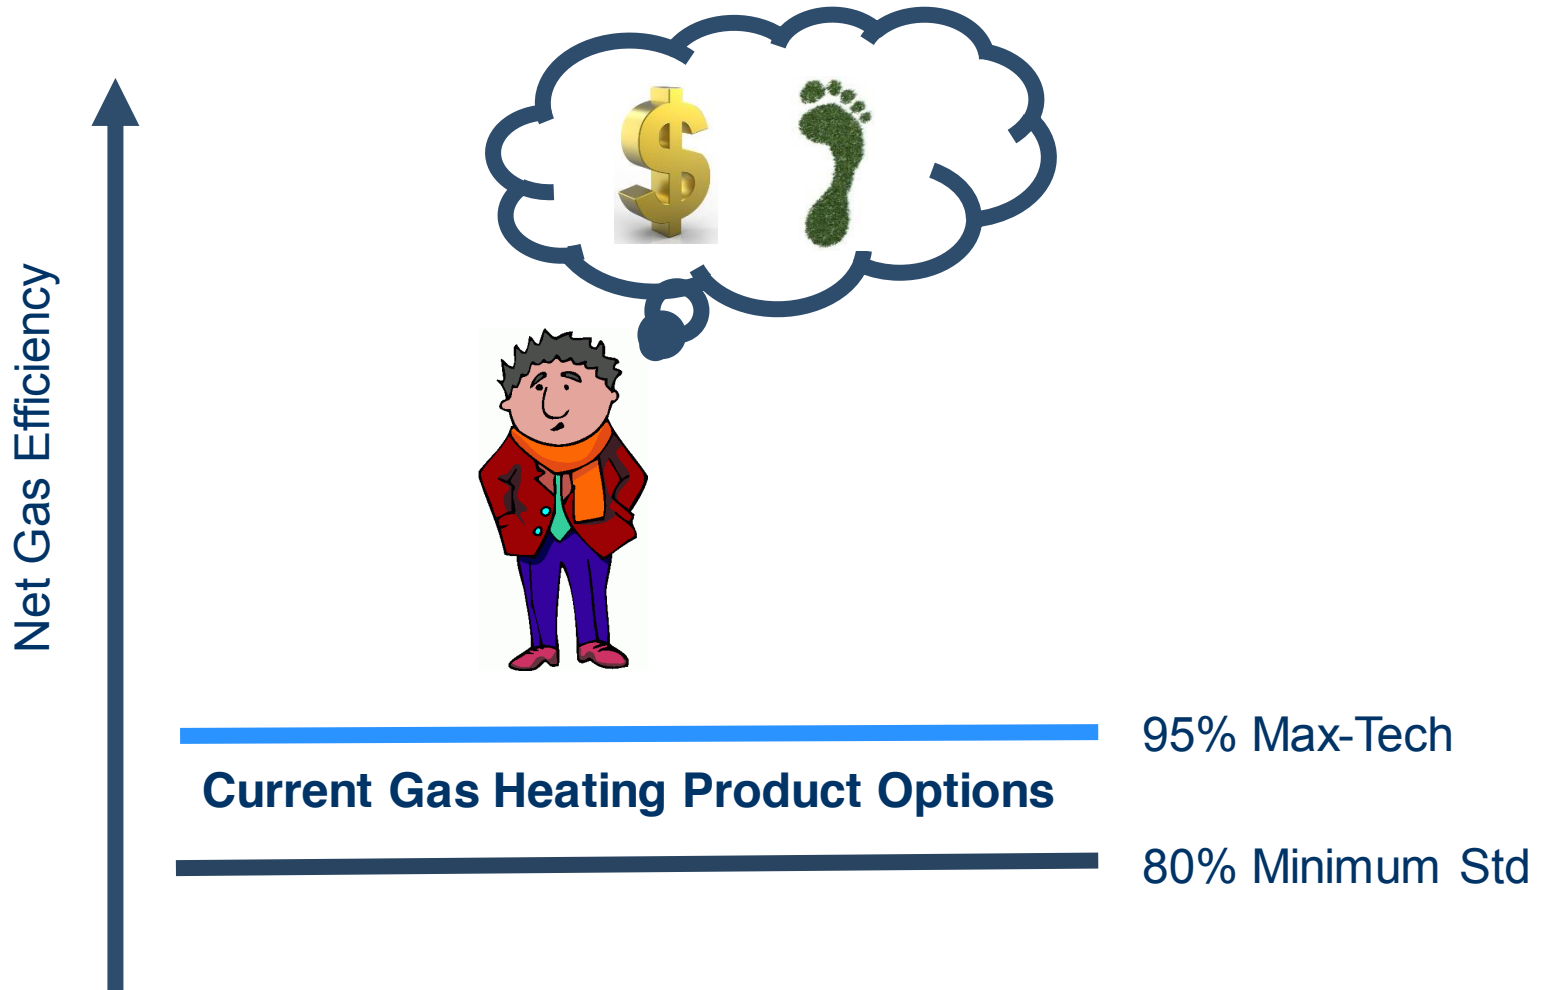 Net Gas Efficiency
95% Max-Tech
Current Gas Heating Product Options
80% Minimum Std